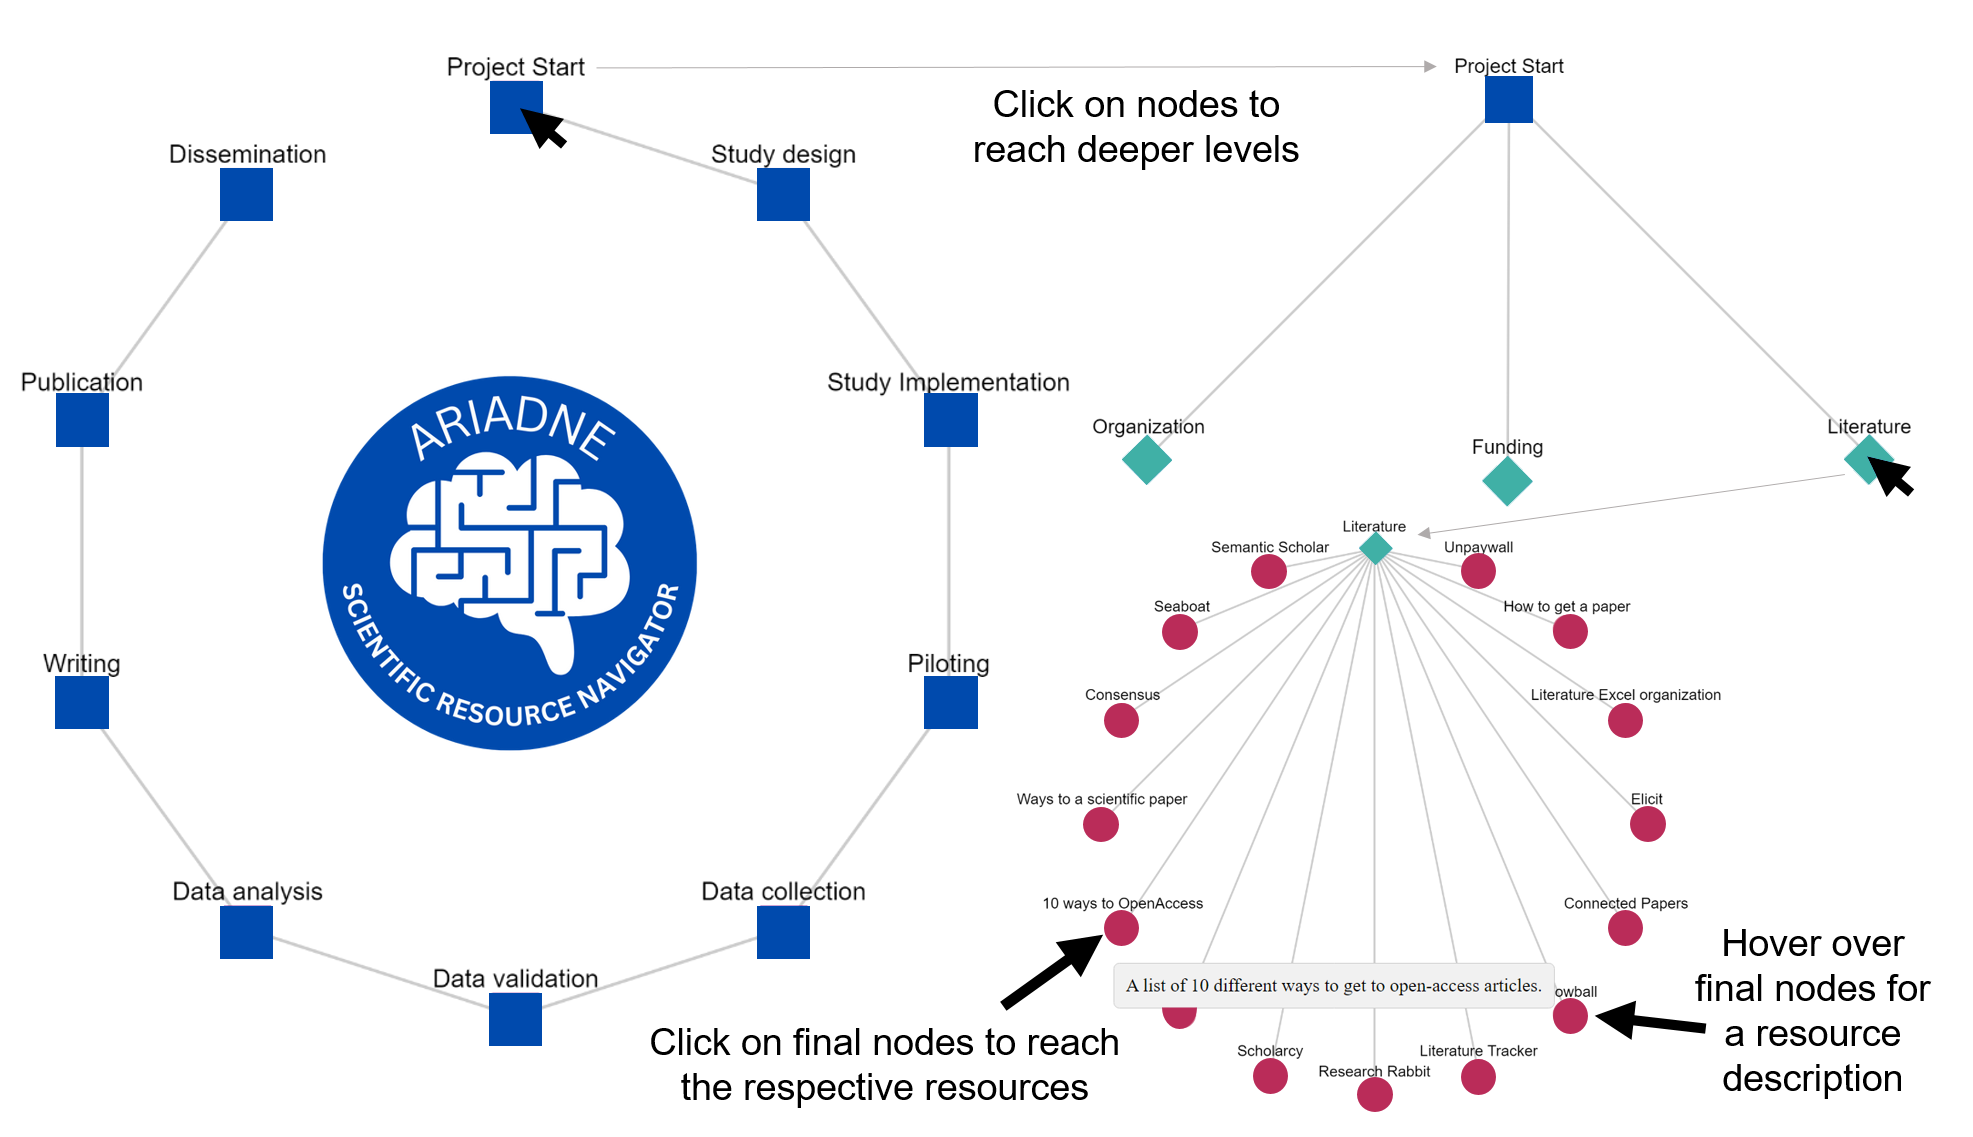 Project Start
Project Start
Click on nodes to
reach deeper levels
Dissemination
Study design
Publication
Study Implementation
ARIADNE
SCIENTIFIC RESOURCE NAVIGATOR
Organization
Funding
Literature
Literature
Semantic Scholar
Unpaywall
Seaboat
How to get a paper
Writing
Piloting
Consensus
Literature Excel organization
Ways to a scientific paper
Elicit
Data analysis
Data collection
10 ways to OpenAccess
Connected Papers
Hover over
final nodes for
a resource
description
Data validation
A list of 10 different ways to get to open-access articles.
owball
Click on final nodes to reach
the respective resources
Scholarcy
Literature Tracker
Research Rabbit